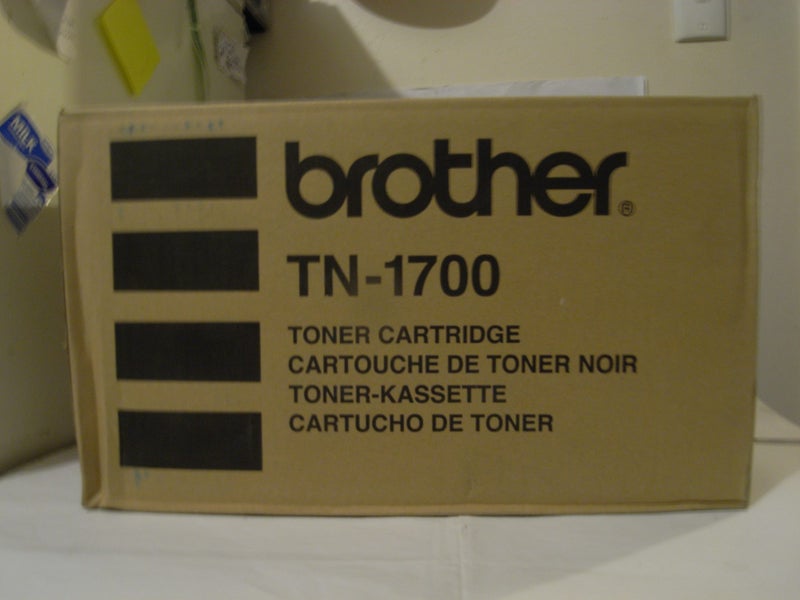 MILK
brother®
TN-1700
TONER CARTRIDGE
CARTOUCHE DE TONER NOIR
TONER-KASSETTE
CARTUCHO DE TONER